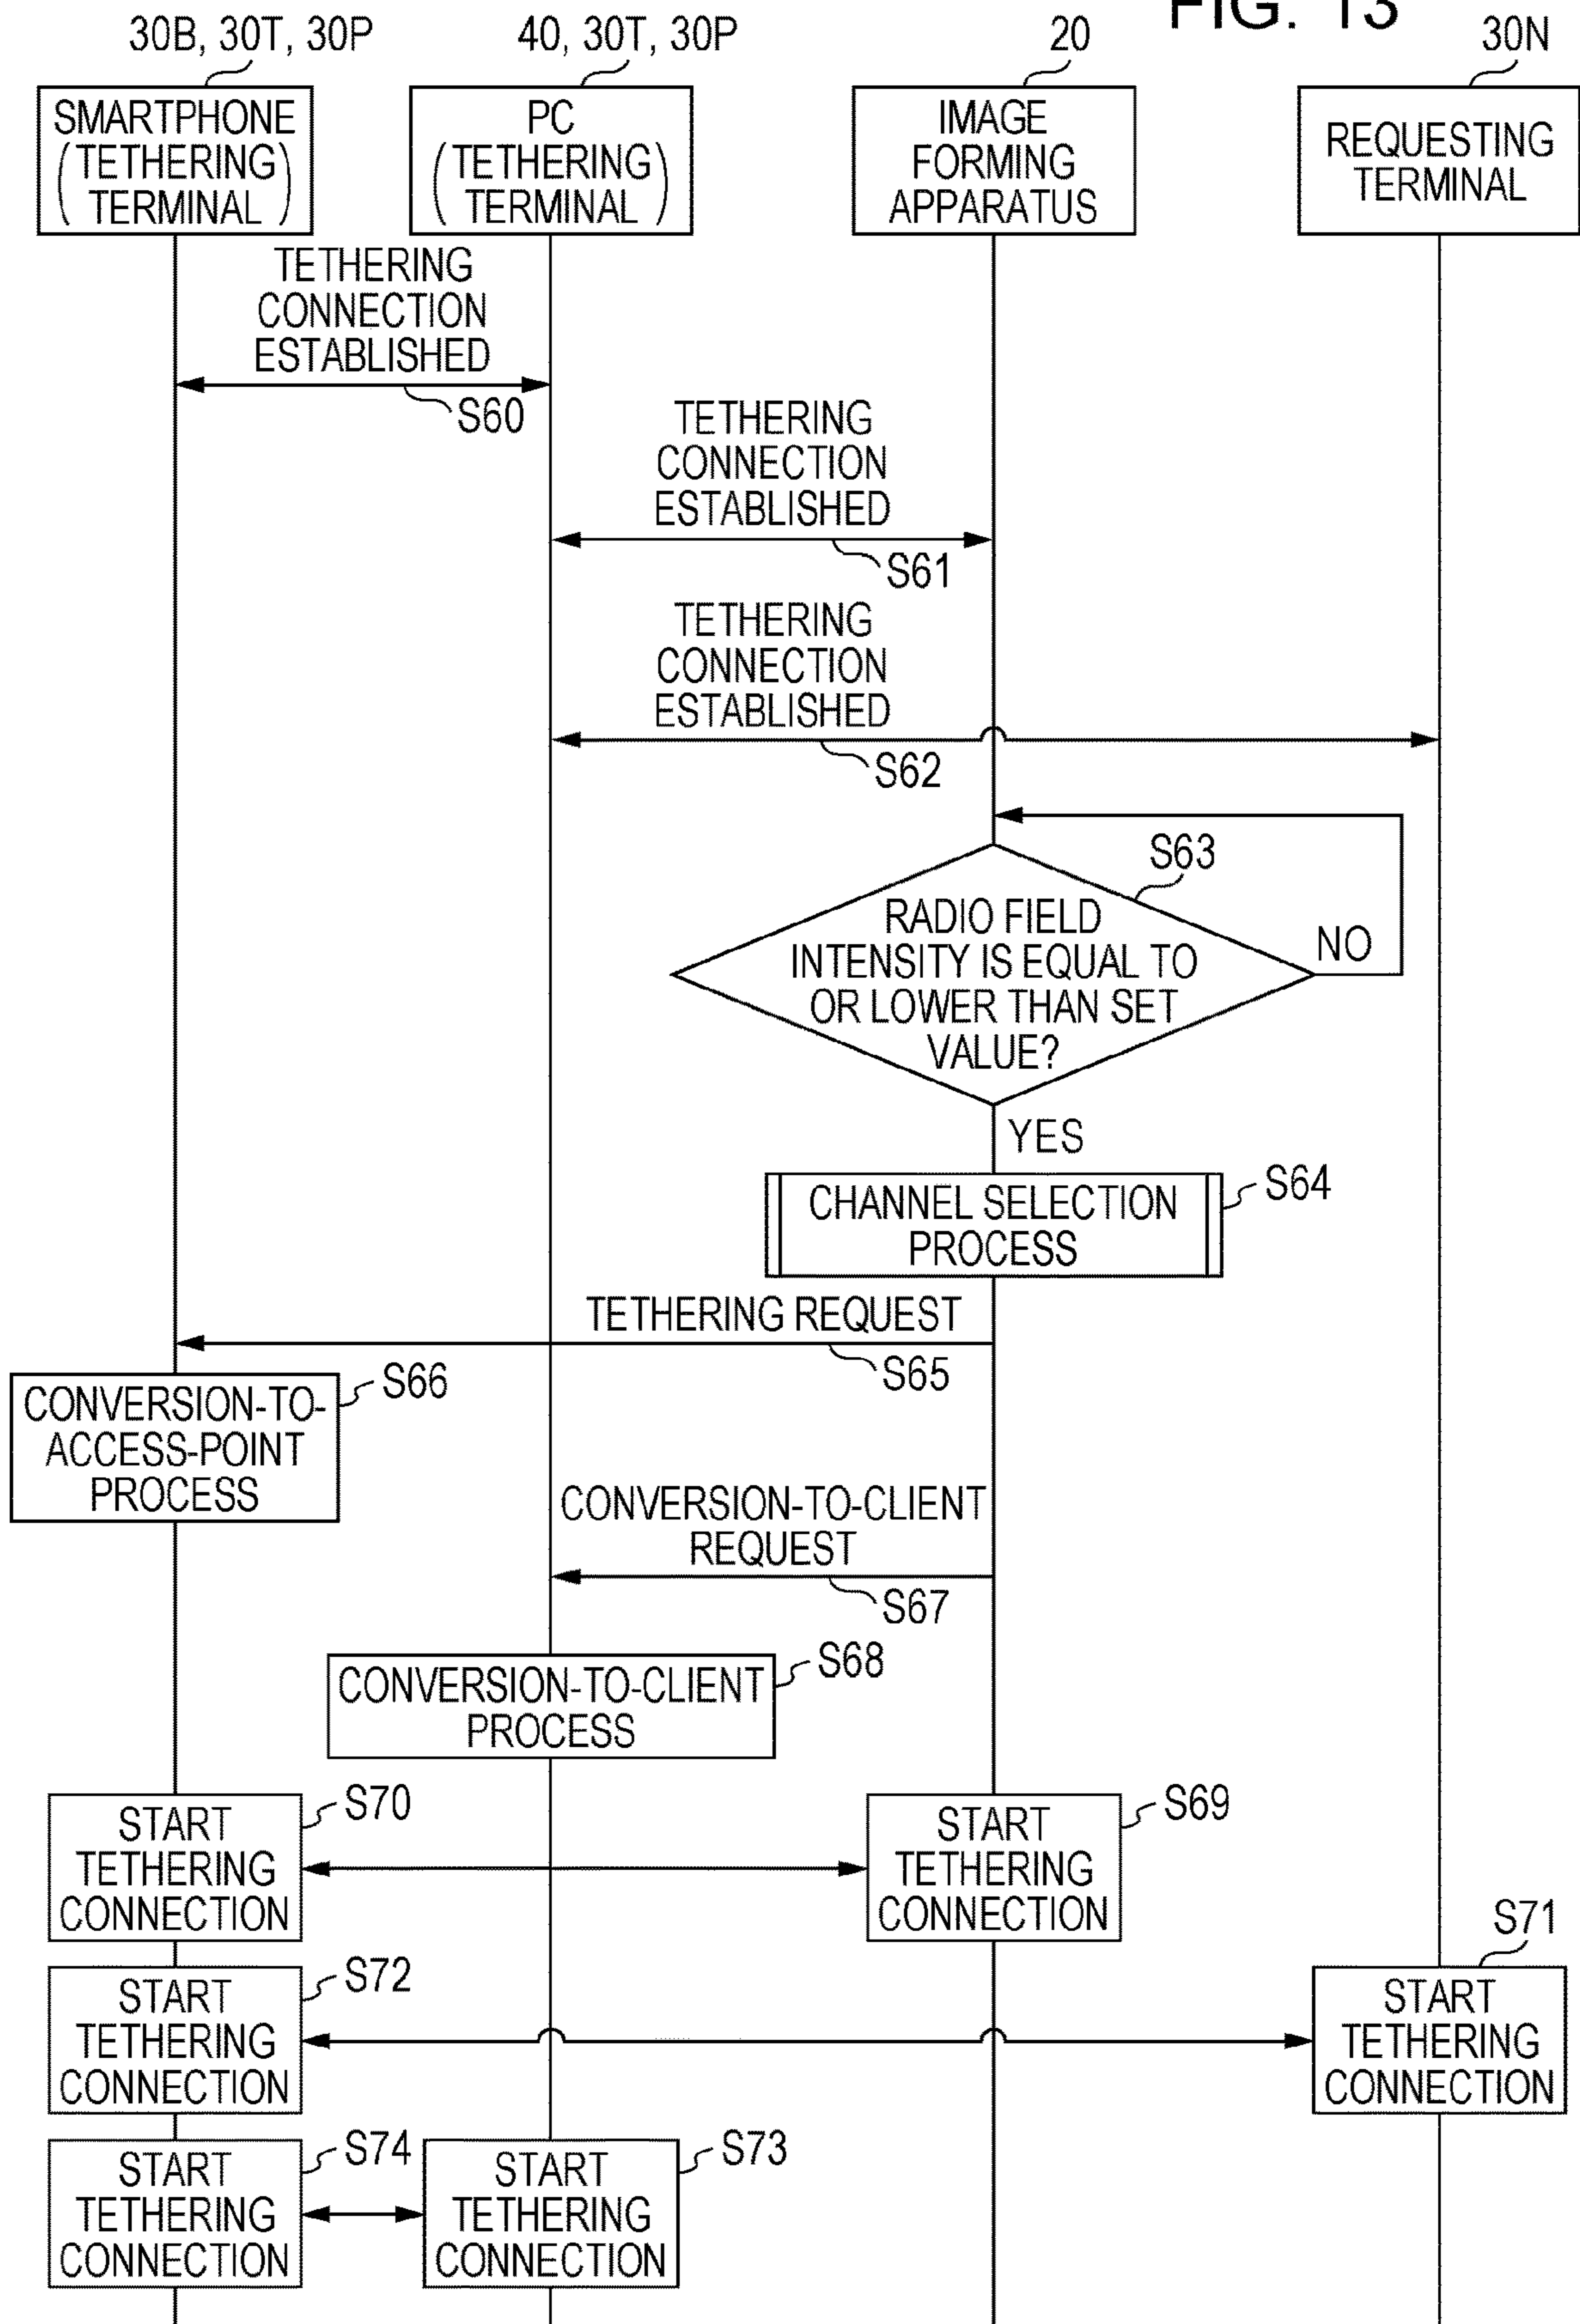 FIG. 13
30B, 30T, 30P
40, 30T, 30P
20
30N
SMARTPHONE
(TETHERING)
TERMINAL
PC
(TETHERING)
TERMINAL
IMAGE
FORMING
APPARATUS
REQUESTING
TERMINAL
TETHERING
CONNECTION
ESTABLISHED
S60
TETHERING
CONNECTION
ESTABLISHED
S61
TETHERING
CONNECTION
ESTABLISHED
S62
S63
RADIO FIELD
INTENSITY IS EQUAL TO
OR LOWER THAN SET
VALUE?
NO
YES
CHANNEL SELECTION
PROCESS
S64
TETHERING REQUEST
S65
CONVERSION-TO-
ACCESS-POINT
PROCESS
S66
CONVERSION-TO-CLIENT
REQUEST
S67
CONVERSION-TO-CLIENT
PROCESS
S68
START
TETHERING
CONNECTION
S70
START
TETHERING
CONNECTION
S69
START
TETHERING
CONNECTION
S72
START
TETHERING
CONNECTION
S71
START
TETHERING
CONNECTION
S74
START
TETHERING
CONNECTION
S73